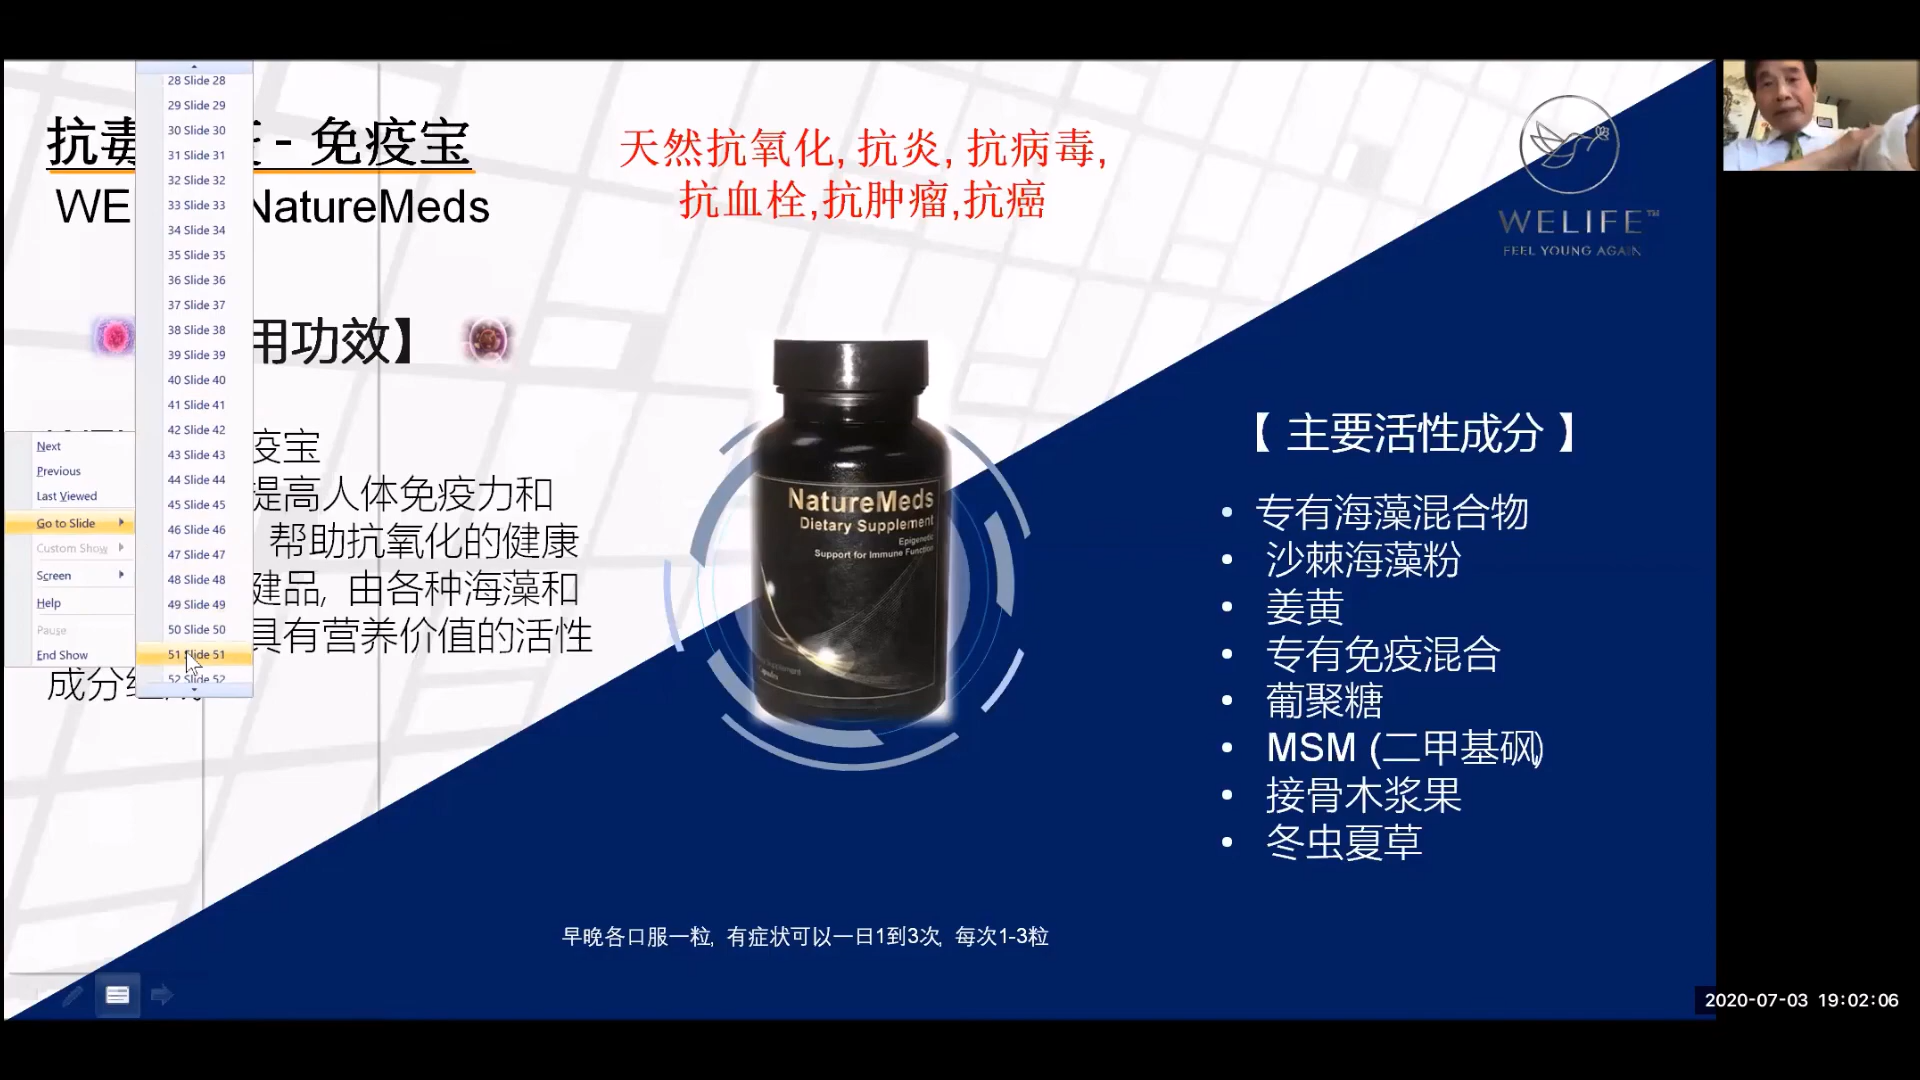 抗毒 - 免疫宝
WE NatureMeds
天然抗氧化, 抗炎, 抗病毒,
抗血栓,抗肿瘤,抗癌
WELIFE™
FEEL YOUNG AGAIN
用功效】
疫宝
提高人体免疫力和
帮助抗氧化的健康
健品, 由各种海藻和
具有营养价值的活性
成分
28 Slide 28
29 Slide 29
30 Slide 30
31 Slide 31
32 Slide 32
33 Slide 33
34 Slide 34
35 Slide 35
36 Slide 36
37 Slide 37
38 Slide 38
39 Slide 39
40 Slide 40
41 Slide 41
42 Slide 42
43 Slide 43
44 Slide 44
45 Slide 45
46 Slide 46
47 Slide 47
48 Slide 48
49 Slide 49
50 Slide 50
51 Slide 51
52 Slide 52
Next
Previous
Last Viewed
Go to Slide
Custom Show
Screen
Help
Pause
End Show
NatureMeds
Dietary Supplement
Epigenetic
Support for Immune Function
【 主要活性成分 】
• 专有海藻混合物
• 沙棘海藻粉
• 姜黄
• 专有免疫混合
• 葡聚糖
• MSM (二甲基砜)
• 接骨木浆果
• 冬虫夏草
早晚各口服一粒, 有症状可以一日1到3次, 每次1-3粒
2020-07-03 19:02:06